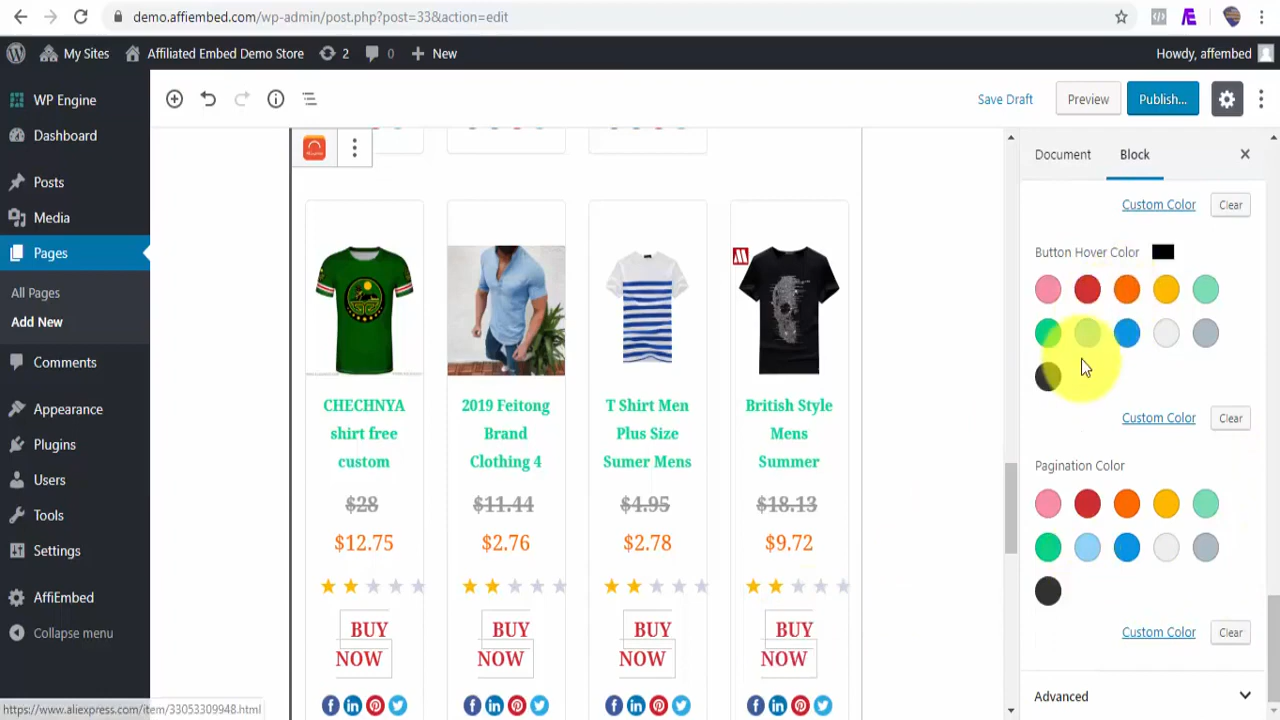 demo.affiembed.com/wp-admin/post.php?post=33&action=edit
My Sites
Affiliated Embed Demo Store
2
0
New
Howdy, affembed
WP Engine
Dashboard
Posts
Media
Pages
All Pages
Add New
Comments
Appearance
Plugins
Users
Tools
Settings
AffiEmbed
Collapse menu
https://www.aliexpress.com/item/33053309948.html
Save Draft
Preview
Publish...
CHECHNYA
shirt free
custom
$28
$12.75
BUY
NOW
2019 Feitong
Brand
Clothing 4
$11.44
$2.76
BUY
NOW
T Shirt Men
Plus Size
Sumer Mens
$4.95
$2.78
BUY
NOW
British Style
Mens
Summer
$18.13
$9.72
BUY
NOW
Document
Block
Custom Color
Clear
Button Hover Color
Custom Color
Clear
Pagination Color
Custom Color
Clear
Advanced